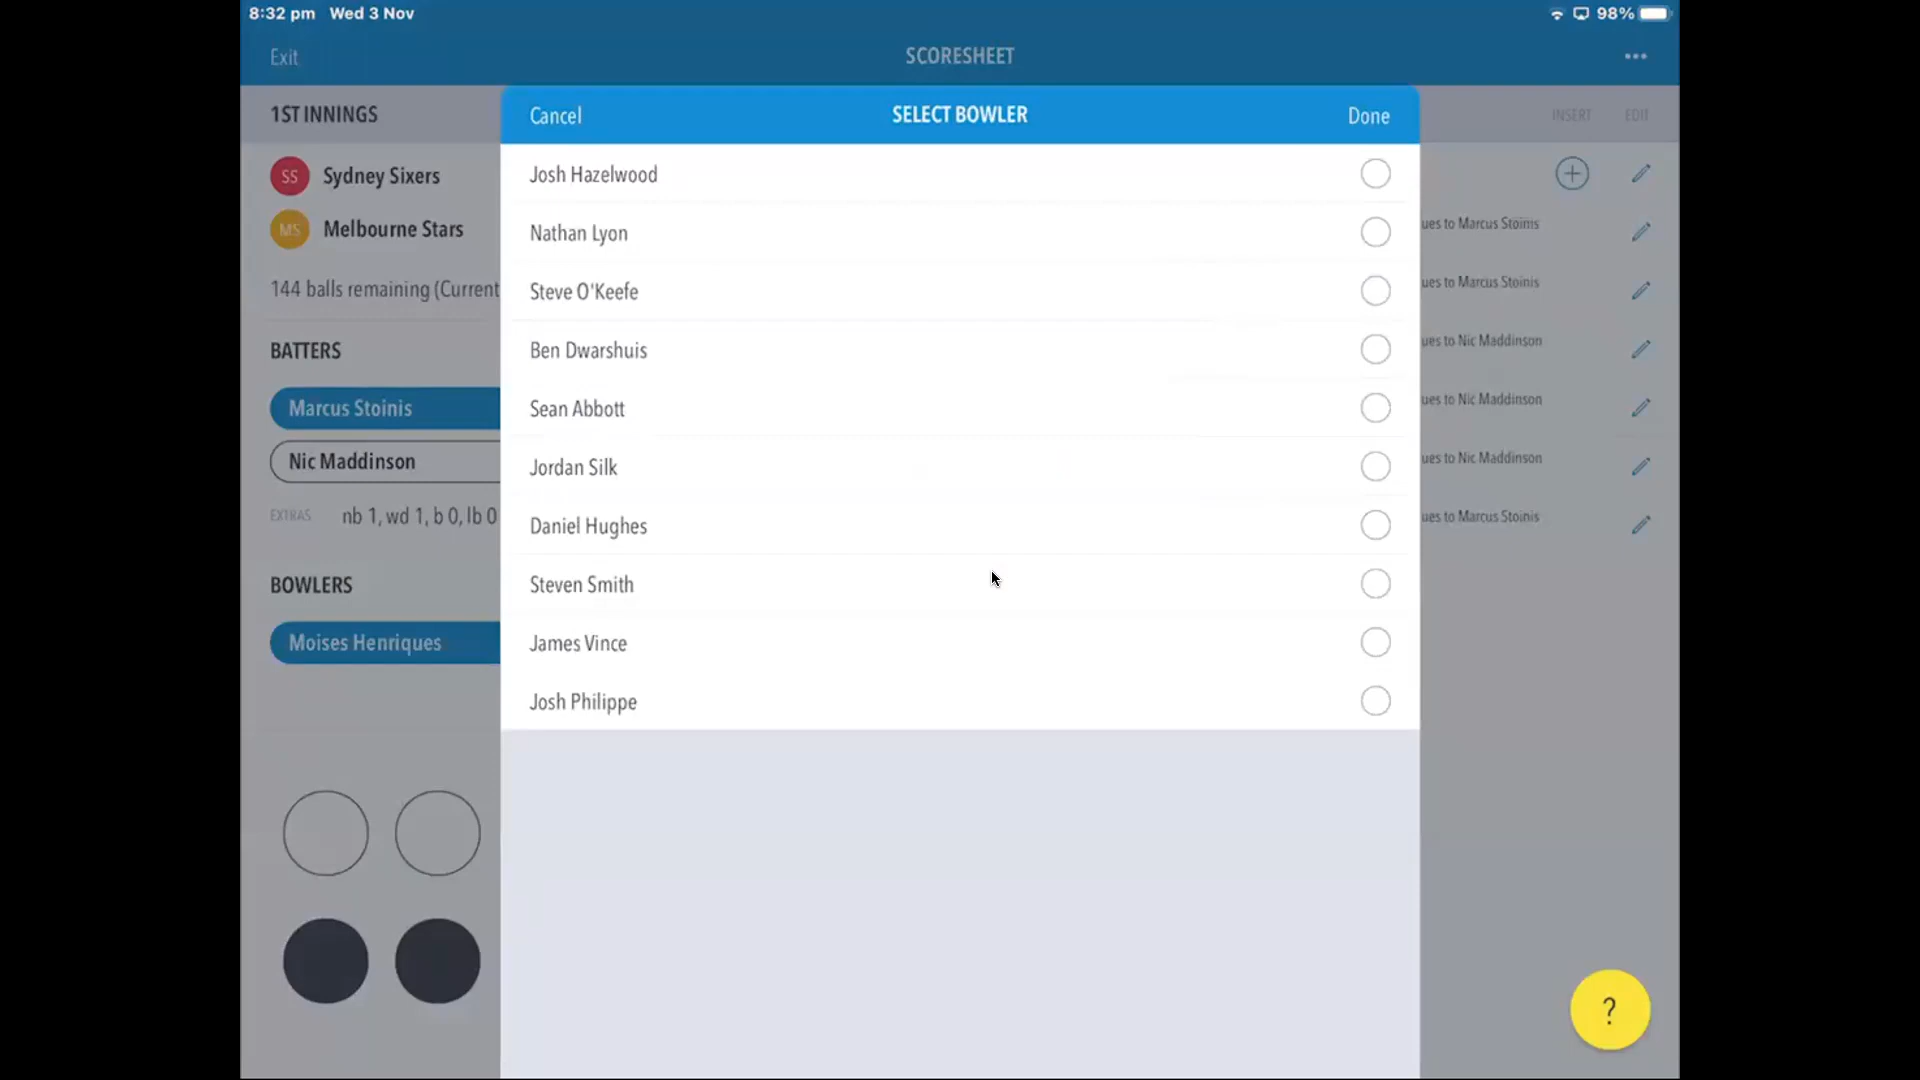 8:32 pm Wed 3 Nov
98%
Exit
SCORESHEET
1ST INNINGS
Cancel
SELECT BOWLER
Done
INSERT
EDIT
SS Sydney Sixers
MS Melbourne Stars
144 balls remaining (Current
BATTERS
Marcus Stoinis
Nic Maddinson
EXTRAS nb 1, wd 1, b 0, lb 0
BOWLERS
Moises Henriques
Josh Hazelwood
Nathan Lyon
Steve O'Keefe
Ben Dwarshuis
Sean Abbott
Jordan Silk
Daniel Hughes
Steven Smith
James Vince
Josh Philippe
ues to Marcus Stoinis
ues to Marcus Stoinis
ues to Nic Maddinson
ues to Nic Maddinson
ues to Nic Maddinson
ues to Marcus Stoinis
?